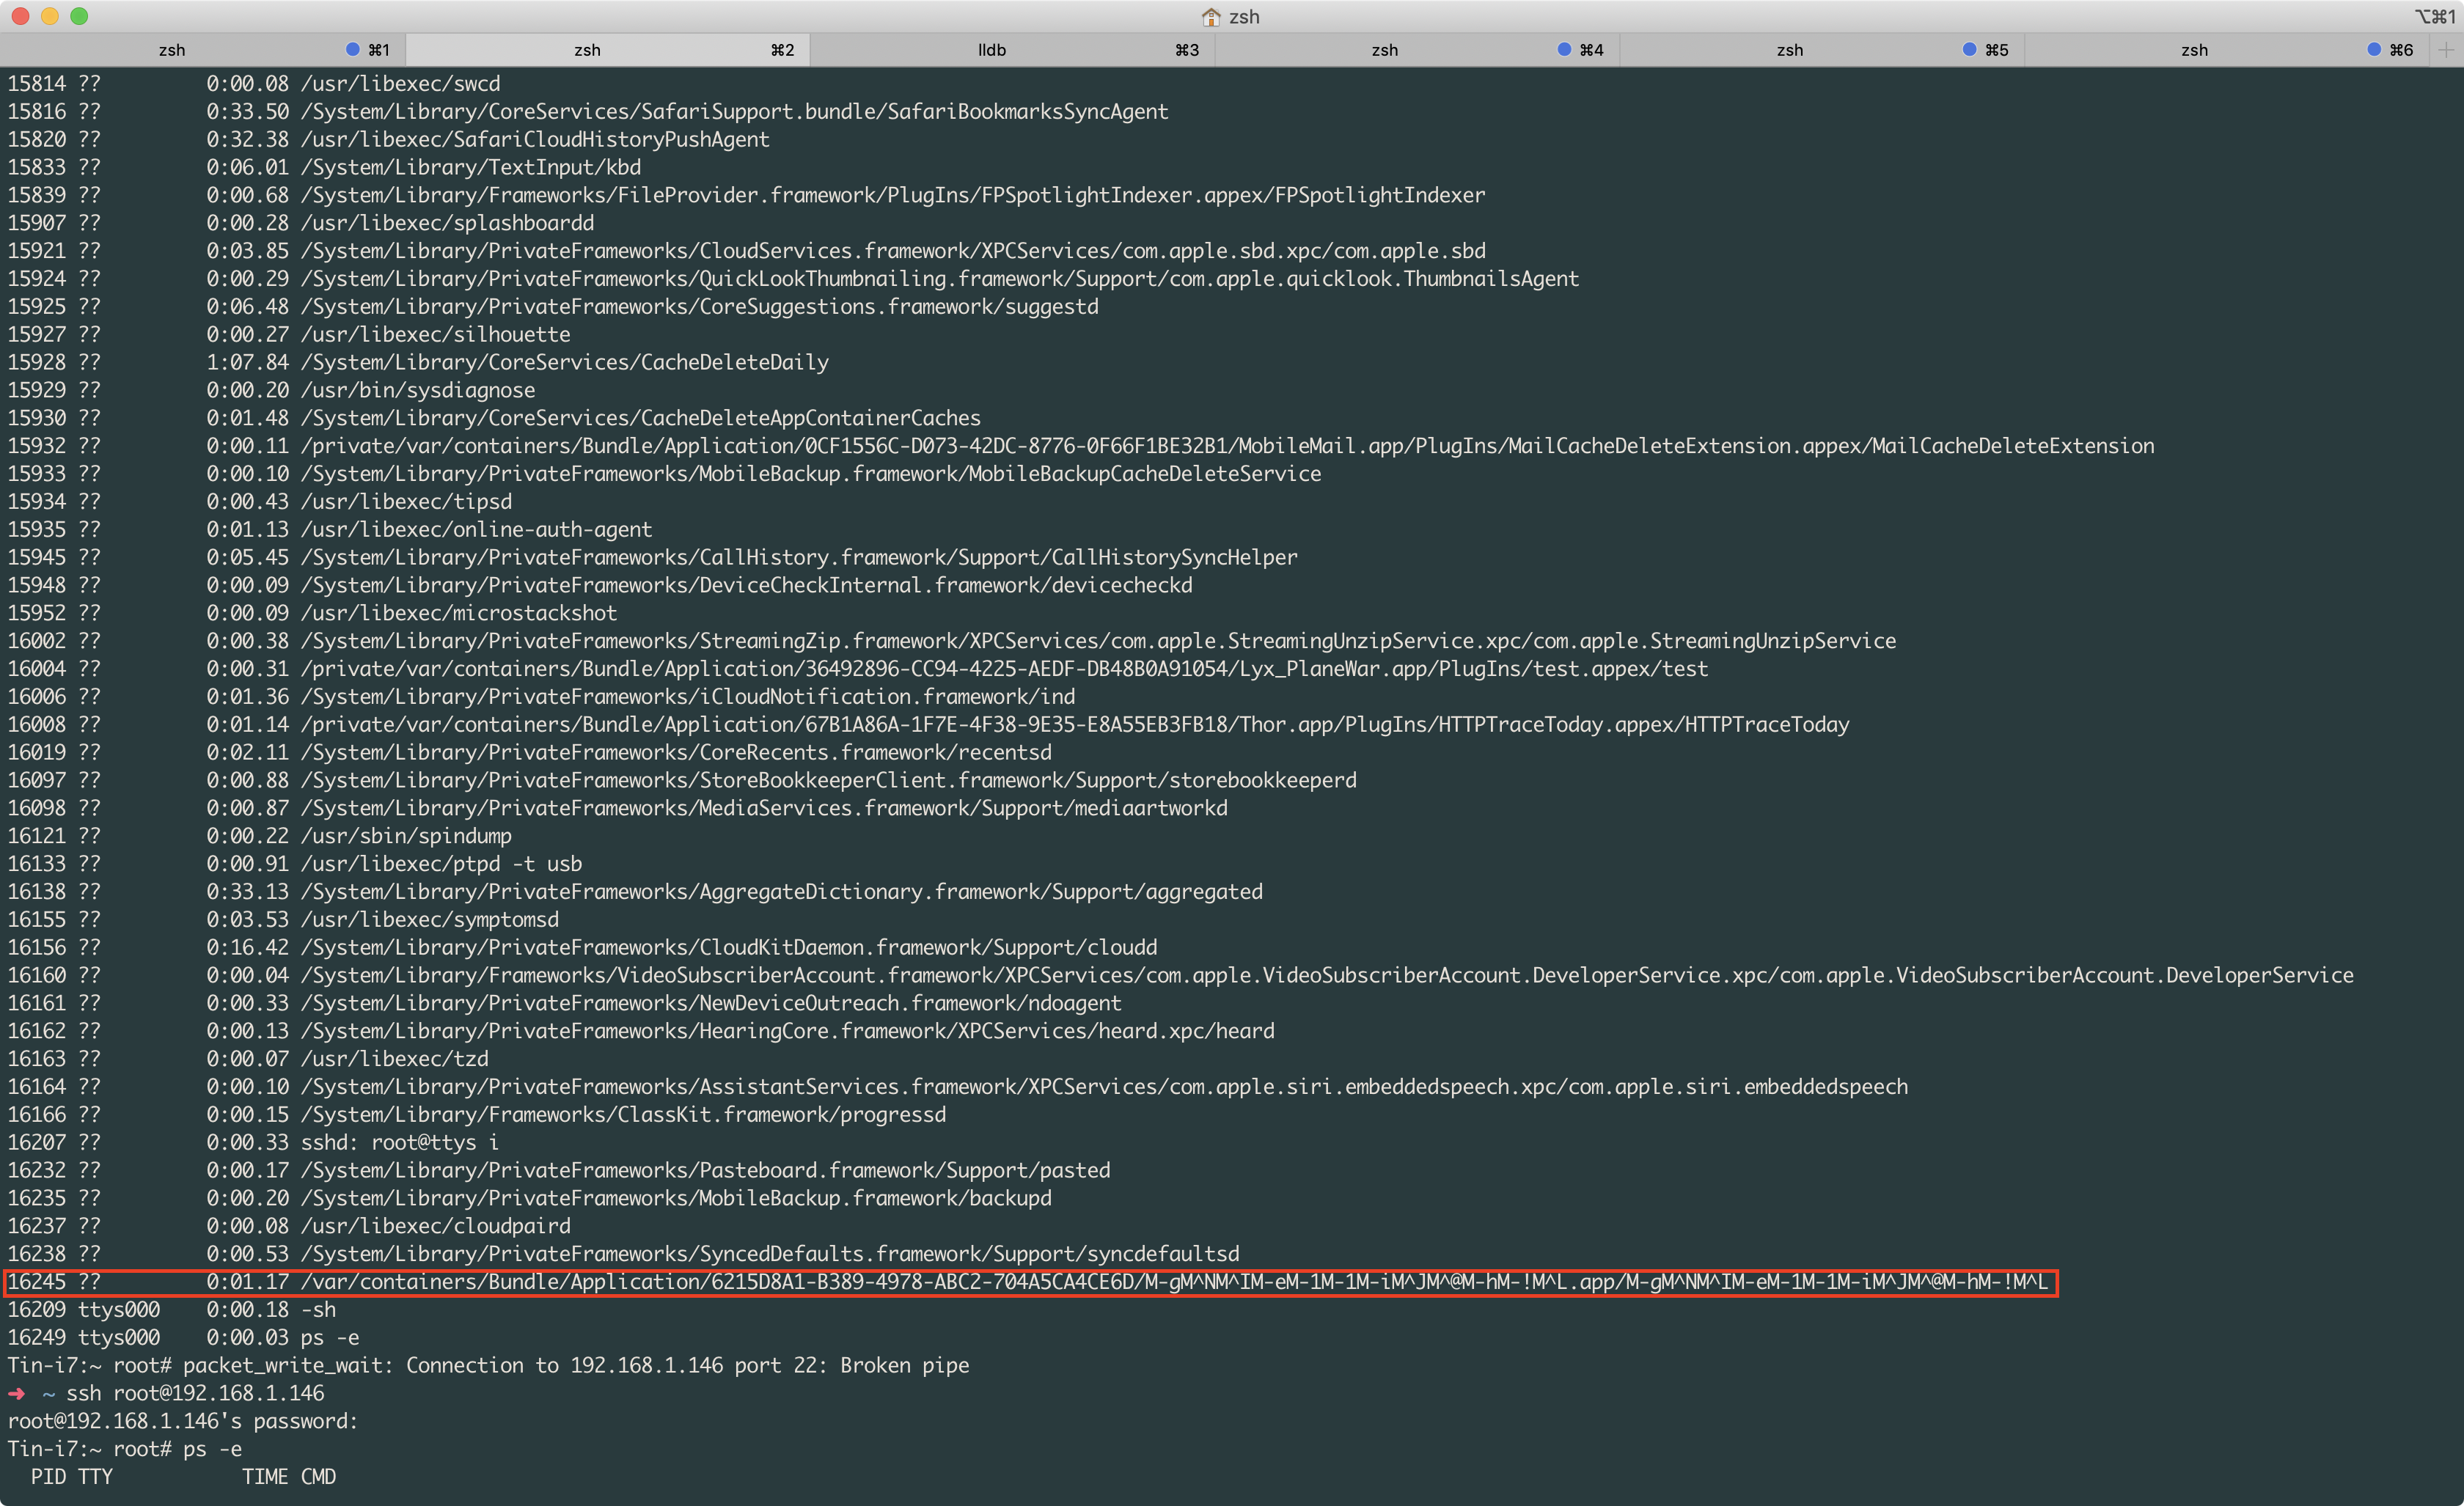 zsh
⌥⌘1
zsh ⌘1 zsh ⌘2 lldb ⌘3 zsh ⌘4 zsh ⌘5 zsh ⌘6
15814 ?? 0:00.08 /usr/libexec/swcd
15816 ?? 0:33.50 /System/Library/CoreServices/SafariSupport.bundle/SafariBookmarksSyncAgent
15820 ?? 0:32.38 /usr/libexec/SafariCloudHistoryPushAgent
15833 ?? 0:06.01 /System/Library/TextInput/kbd
15839 ?? 0:00.68 /System/Library/Frameworks/FileProvider.framework/PlugIns/FPSpotlightIndexer.appex/FPSpotlightIndexer
15907 ?? 0:00.28 /usr/libexec/splashboardd
15921 ?? 0:03.85 /System/Library/PrivateFrameworks/CloudServices.framework/XPCServices/com.apple.sbd.xpc/com.apple.sbd
15924 ?? 0:00.29 /System/Library/PrivateFrameworks/QuickLookThumbnailing.framework/Support/com.apple.quicklook.ThumbnailsAgent
15925 ?? 0:06.48 /System/Library/PrivateFrameworks/CoreSuggestions.framework/suggestd
15927 ?? 0:00.27 /usr/libexec/silhouette
15928 ?? 1:07.84 /System/Library/CoreServices/CacheDeleteDaily
15929 ?? 0:00.20 /usr/bin/sysdiagnose
15930 ?? 0:01.48 /System/Library/CoreServices/CacheDeleteAppContainerCaches
15932 ?? 0:00.11 /private/var/containers/Bundle/Application/0CF1556C-D073-42DC-8776-0F66F1BE32B1/MobileMail.app/PlugIns/MailCacheDeleteExtension.appex/MailCacheDeleteExtension
15933 ?? 0:00.10 /System/Library/PrivateFrameworks/MobileBackup.framework/MobileBackupCacheDeleteService
15934 ?? 0:00.43 /usr/libexec/tipsd
15935 ?? 0:01.13 /usr/libexec/online-auth-agent
15945 ?? 0:05.45 /System/Library/PrivateFrameworks/CallHistory.framework/Support/CallHistorySyncHelper
15948 ?? 0:00.09 /System/Library/PrivateFrameworks/DeviceCheckInternal.framework/devicecheckd
15952 ?? 0:00.09 /usr/libexec/microstackshot
16002 ?? 0:00.38 /System/Library/PrivateFrameworks/StreamingZip.framework/XPCServices/com.apple.StreamingUnzipService.xpc/com.apple.StreamingUnzipService
16004 ?? 0:00.31 /private/var/containers/Bundle/Application/36492896-CC94-4225-AEDF-DB48B0A91054/Lyx_PlaneWar.app/PlugIns/test.appex/test
16006 ?? 0:01.36 /System/Library/PrivateFrameworks/iCloudNotification.framework/ind
16008 ?? 0:01.14 /private/var/containers/Bundle/Application/67B1A86A-1F7E-4F38-9E35-E8A55EB3FB18/Thor.app/PlugIns/HTTPTraceToday.appex/HTTPTraceToday
16019 ?? 0:02.11 /System/Library/PrivateFrameworks/CoreRecents.framework/recentsd
16097 ?? 0:00.88 /System/Library/PrivateFrameworks/StoreBookkeeperClient.framework/Support/storebookkeeperd
16098 ?? 0:00.87 /System/Library/PrivateFrameworks/MediaServices.framework/Support/mediaartworkd
16121 ?? 0:00.22 /usr/sbin/spindump
16133 ?? 0:00.91 /usr/libexec/ptpd -t usb
16138 ?? 0:33.13 /System/Library/PrivateFrameworks/AggregateDictionary.framework/Support/aggregated
16155 ?? 0:03.53 /usr/libexec/symptomsd
16156 ?? 0:16.42 /System/Library/PrivateFrameworks/CloudKitDaemon.framework/Support/cloudd
16160 ?? 0:00.04 /System/Library/Frameworks/VideoSubscriberAccount.framework/XPCServices/com.apple.VideoSubscriberAccount.DeveloperService.xpc/com.apple.VideoSubscriberAccount.DeveloperService
16161 ?? 0:00.33 /System/Library/PrivateFrameworks/NewDeviceOutreach.framework/ndoagent
16162 ?? 0:00.13 /System/Library/PrivateFrameworks/HearingCore.framework/XPCServices/heard.xpc/heard
16163 ?? 0:00.07 /usr/libexec/tzd
16164 ?? 0:00.10 /System/Library/PrivateFrameworks/AssistantServices.framework/XPCServices/com.apple.siri.embeddedspeech.xpc/com.apple.siri.embeddedspeech
16166 ?? 0:00.15 /System/Library/Frameworks/ClassKit.framework/progressd
16207 ?? 0:00.33 sshd: root@ttys i
16232 ?? 0:00.17 /System/Library/PrivateFrameworks/Pasteboard.framework/Support/pasted
16235 ?? 0:00.20 /System/Library/PrivateFrameworks/MobileBackup.framework/backupd
16237 ?? 0:00.08 /usr/libexec/cloudpaird
16238 ?? 0:00.53 /System/Library/PrivateFrameworks/SyncedDefaults.framework/Support/syncdefaultsd
16245 ?? 0:01.17 /var/containers/Bundle/Application/6215D8A1-B389-4978-ABC2-704A5CA4CE6D/M-gM^NM^IM-eM-1M-1M-iM^JM^@M-hM-!M^L.app/M-gM^NM^IM-eM-1M-1M-iM^JM^@M-hM-!M^L
16209 ttys000 0:00.18 -sh
16249 ttys000 0:00.03 ps -e
Tin-i7:~ root# packet_write_wait: Connection to 192.168.1.146 port 22: Broken pipe
➜ ~ ssh root@192.168.1.146
root@192.168.1.146's password:
Tin-i7:~ root# ps -e
PID TTY TIME CMD